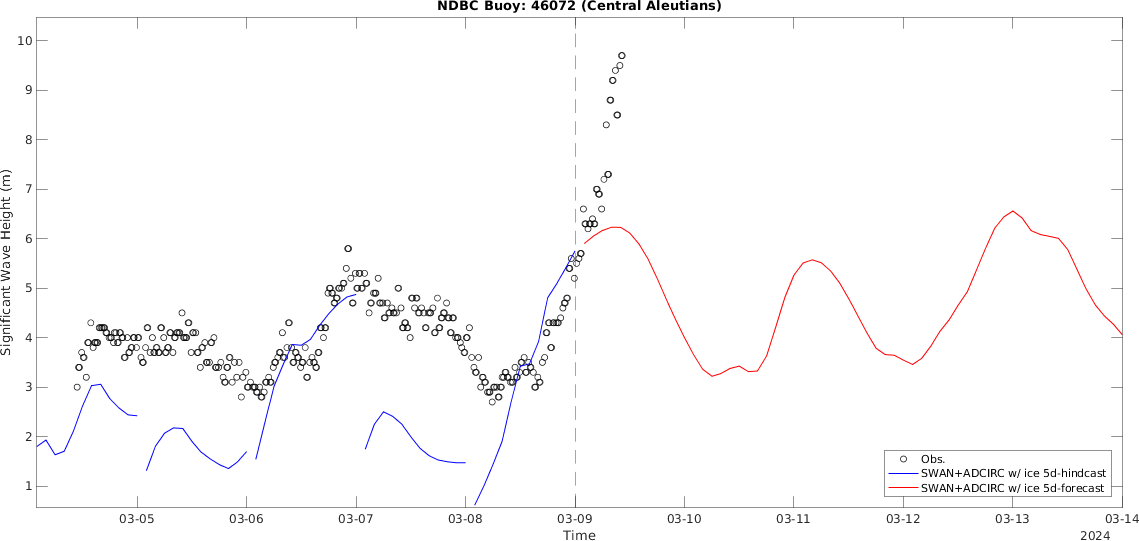 NDBC Buoy: 46072 (Central Aleutians)
10
9
8
7
6
5
4
3
2
1
Significant Wave Height (m)
Obs.
SWAN+ADCIRC w/ ice 5d-hindcast
SWAN+ADCIRC w/ ice 5d-forecast
03-05 03-06 03-07 03-08 03-09 03-10 03-11 03-12 03-13 03-14
Time
2024